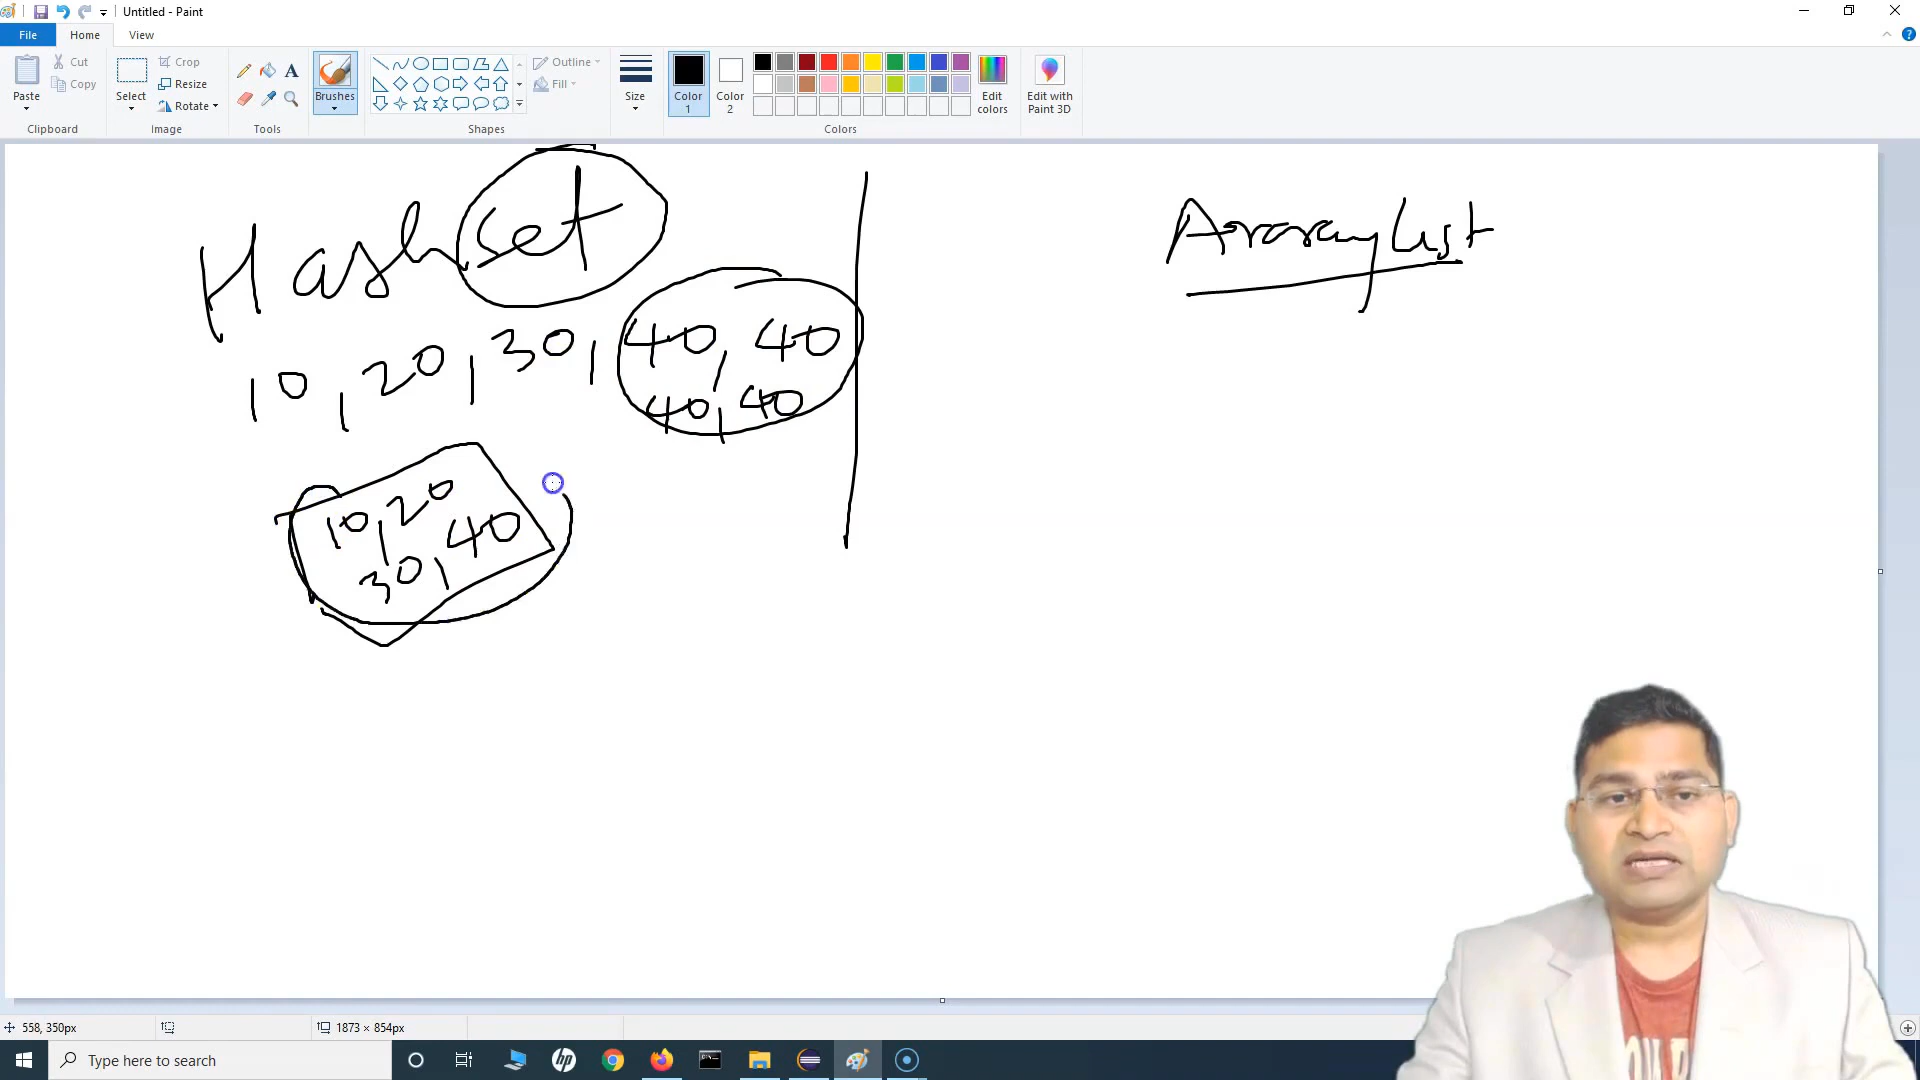 Untitled - Paint
File Home View
Paste
Cut
Copy
Clipboard
Select
Crop
Resize
Rotate
Image
Tools
Brushes
Shapes
Outline
Fill
Size
Color 1
Color 2
Edit colors
Edit with Paint 3D
Colors
Hashset
10, 20, 30, 40, 40
40, 40
10, 20
30, 40
ArrayList
558, 350px
1873 × 854px
Type here to search
hp